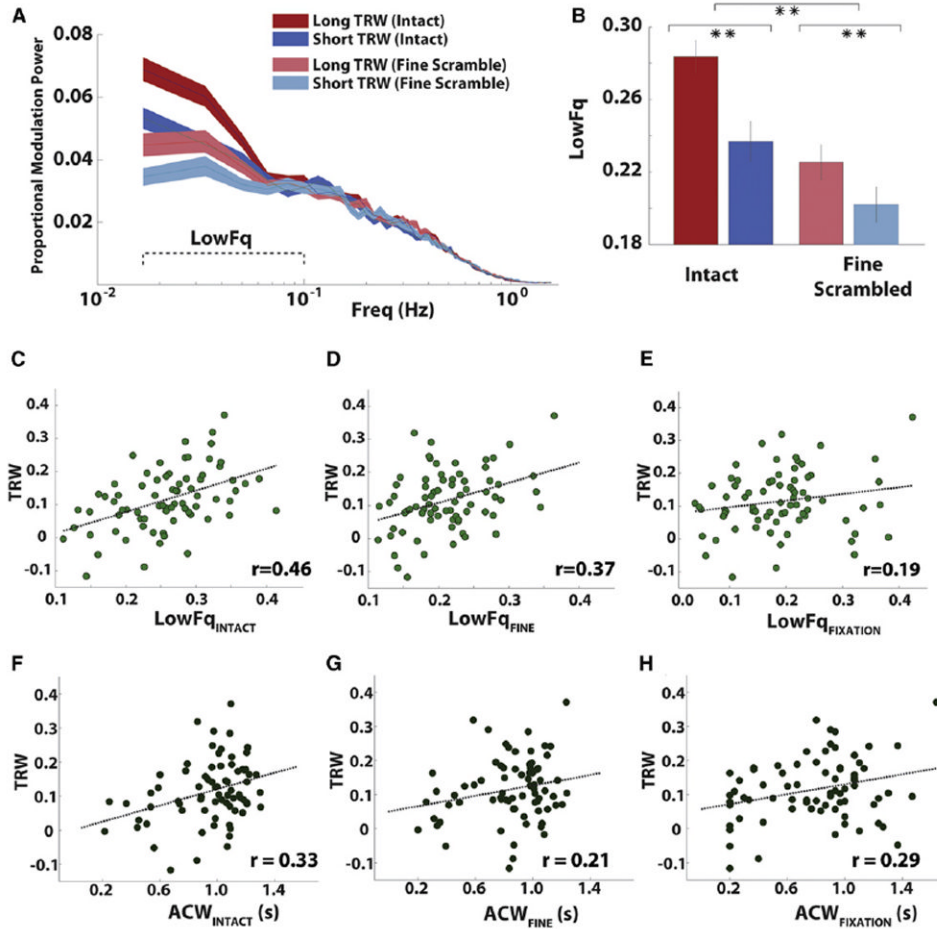 A
Proportional Modulation Power
0.08
0.06
0.04
0.02
Long TRW (Intact)
Short TRW (Intact)
Long TRW (Fine Scramble)
Short TRW (Fine Scramble)
LowFq
10-2
10-1
100
Freq (Hz)
B
LowFq
0.30
0.26
0.22
0.18
**
**
**
Intact
Fine
Scrambled
C
TRW
0.4
0.3
0.2
0.1
0
-0.1
r=0.46
0.1 0.2 0.3 0.4
LowFqINTACT
D
TRW
0.4
0.3
0.2
0.1
0
-0.1
r=0.37
0.1 0.2 0.3 0.4
LowFqFINE
E
TRW
0.4
0.3
0.2
0.1
0
-0.1
r=0.19
0.0 0.1 0.2 0.3 0.4
LowFqFIXATION
F
TRW
0.4
0.3
0.2
0.1
0
-0.1
r = 0.33
0.2 0.6 1.0 1.4
ACWINTACT (s)
G
TRW
0.4
0.3
0.2
0.1
0
-0.1
r = 0.21
0.2 0.6 1.0 1.4
ACWFINE (s)
H
TRW
0.4
0.3
0.2
0.1
0
-0.1
r = 0.29
0.2 0.6 1.0 1.4
ACWFIXATION (s)